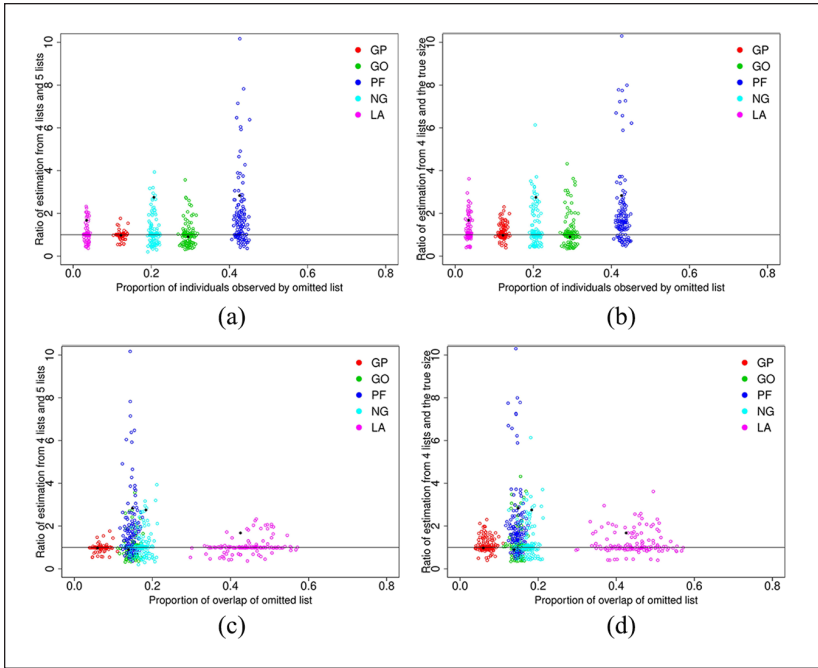 Ratio of estimation from 4 lists and 5 lists
10
8
6
4
2
0
GP
GO
PF
NG
LA
0.0 0.2 0.4 0.6 0.8
Proportion of individuals observed by omitted list
(a)
Ratio of estimation from 4 lists and the true size
10
8
6
4
2
0
GP
GO
PF
NG
LA
0.0 0.2 0.4 0.6 0.8
Proportion of individuals observed by omitted list
(b)
Ratio of estimation from 4 lists and 5 lists
10
8
6
4
2
0
GP
GO
PF
NG
LA
0.0 0.2 0.4 0.6 0.8
Proportion of overlap of omitted list
(c)
Ratio of estimation from 4 lists and the true size
10
8
6
4
2
0
GP
GO
PF
NG
LA
0.0 0.2 0.4 0.6 0.8
Proportion of overlap of omitted list
(d)